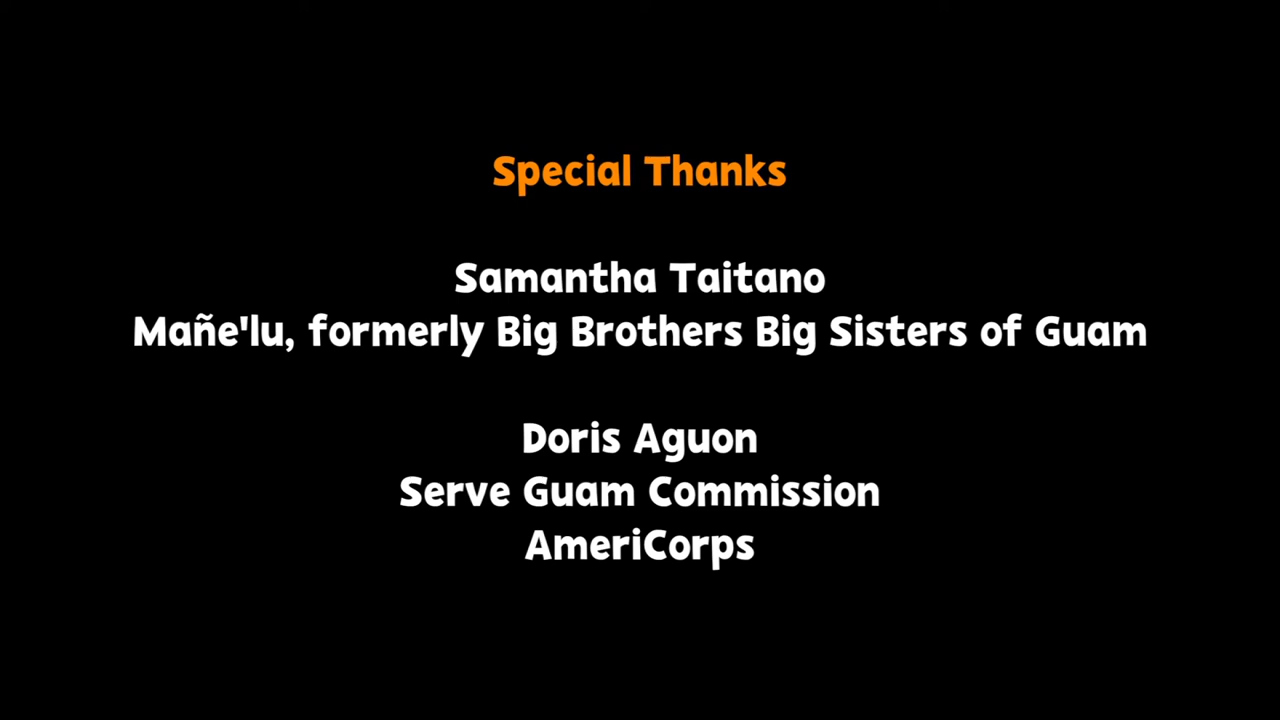 Special Thanks
Samantha Taitano
Mañe'lu, formerly Big Brothers Big Sisters of Guam
Doris Aguon
Serve Guam Commission
AmeriCorps